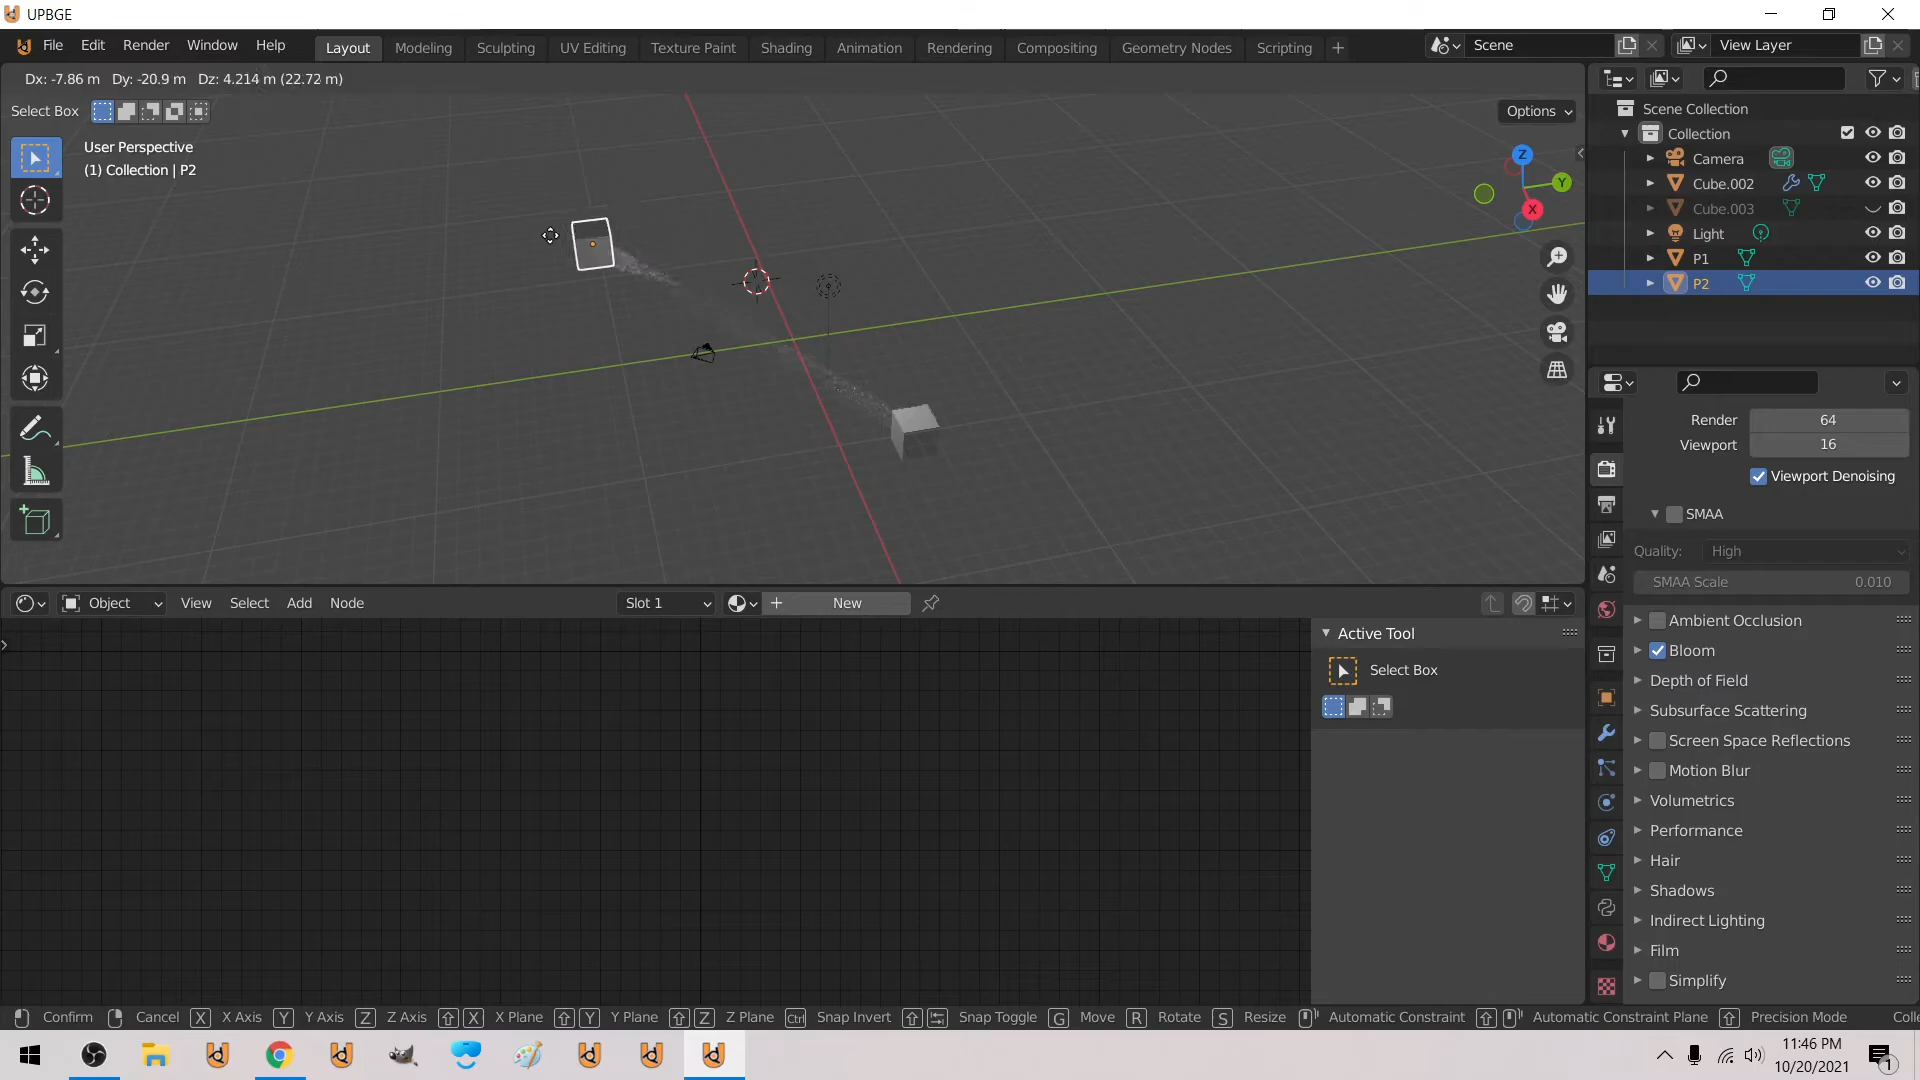 UPBGE
File Edit Render Window Help Layout Modeling Sculpting UV Editing Texture Paint Shading Animation Rendering Compositing Geometry Nodes Scripting + Scene View Layer
Dx: -7.86 m Dy: -20.9 m Dz: 4.214 m (22.72 m)
Select Box Options
User Perspective
(1) Collection | P2
Z
Y
X
Scene Collection
Collection
Camera
Cube.002
Cube.003
Light
P1
P2
Render 64
Viewport 16
Viewport Denoising
SMAA
Quality: High
SMAA Scale 0.010
Ambient Occlusion
Bloom
Depth of Field
Subsurface Scattering
Screen Space Reflections
Motion Blur
Volumetrics
Performance
Hair
Shadows
Indirect Lighting
Film
Simplify
Object View Select Add Node Slot 1 + New
Active Tool
Select Box
Confirm Cancel X X Axis Y Y Axis Z Z Axis X X Plane Y Y Plane Z Z Plane Ctrl Snap Invert Snap Toggle G Move R Rotate S Resize Automatic Constraint Automatic Constraint Plane Precision Mode Colle
11:46 PM
10/20/2021
1